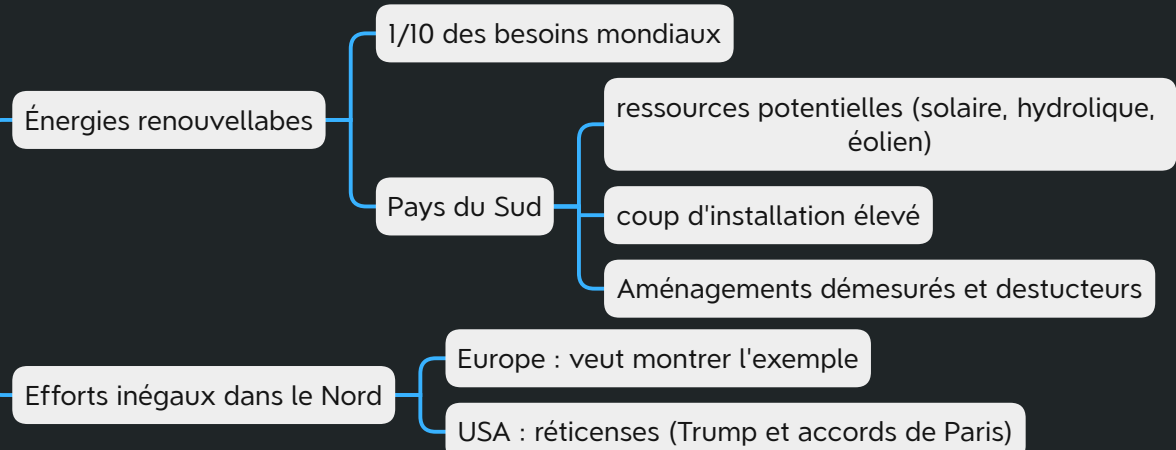 1/10 des besoins mondiaux
Énergies renouvellabes
ressources potentielles (solaire, hydrolique,
éolien)
Pays du Sud
coup d'installation élevé
Aménagements démesurés et destucteurs
Europe : veut montrer l'exemple
Efforts inégaux dans le Nord
USA : réticenses (Trump et accords de Paris)